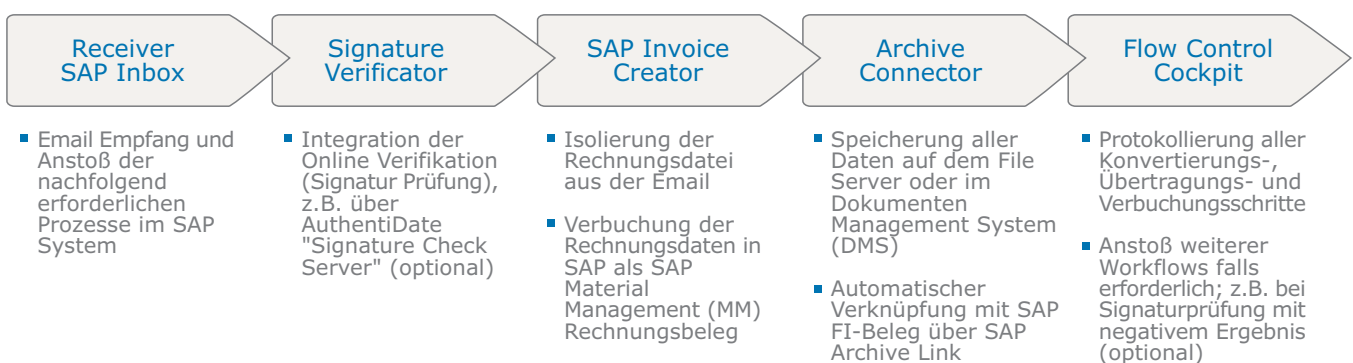 Receiver
SAP Inbox
Signature
Verificator
SAP Invoice
Creator
Archive
Connector
Flow Control
Cockpit
Email Empfang und
Anstoß der
nachfolgend
erforderlichen
Prozesse im SAP
System
Integration der
Online Verifikation
(Signatur Prüfung),
z.B. über
AuthentiDate
"Signature Check
Server" (optional)
Isolierung der
Rechnungsdatei
aus der Email
Verbuchung der
Rechnungsdaten in
SAP als SAP
Material
Management (MM)
Rechnungsbeleg
Speicherung aller
Daten auf dem File
Server oder im
Dokumenten
Management System
(DMS)
Automatischer
Verknüpfung mit SAP
FI-Beleg über SAP
Archive Link
Protokollierung aller
Konvertierungs-,
Übertragungs- und
Verbuchungsschritte
Anstoß weiterer
Workflows falls
erforderlich; z.B. bei
Signaturprüfung mit
negativem Ergebnis
(optional)